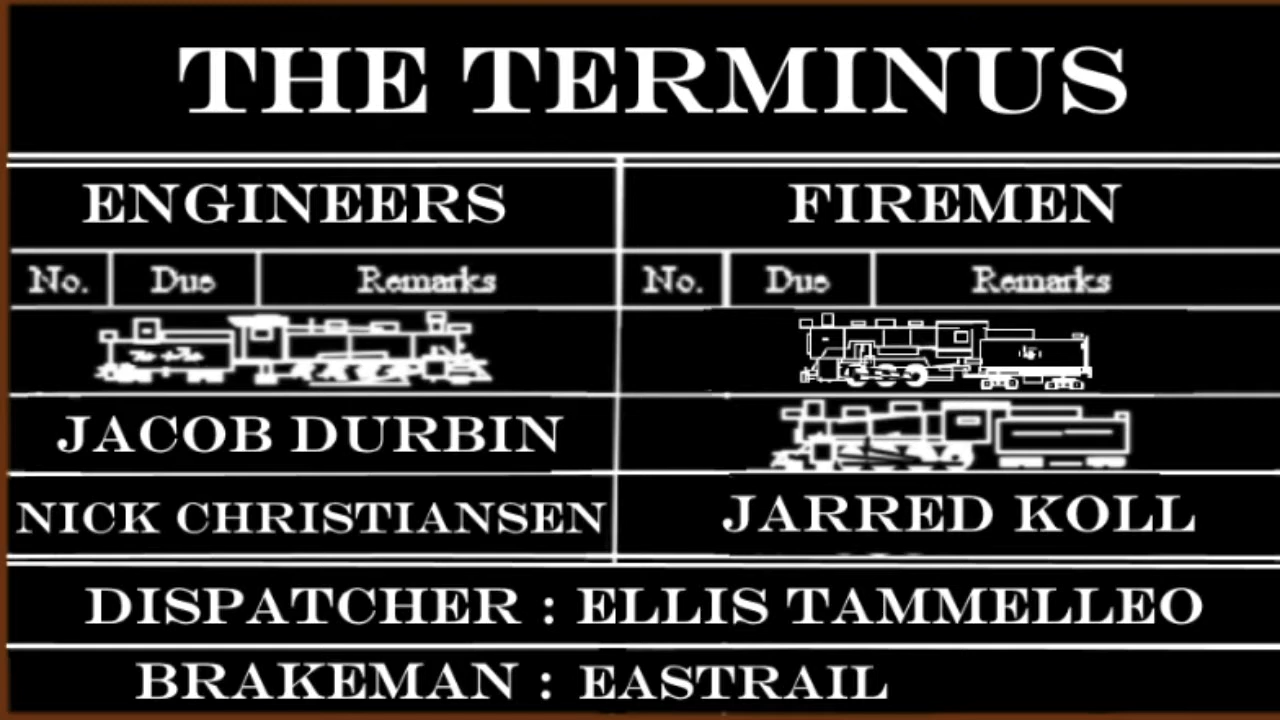 THE TERMINUS
ENGINEERS FIREMEN
No. Due Remarks No. Due Remarks
JACOB DURBIN
NICK CHRISTIANSEN JARRED KOLL
DISPATCHER : ELLIS TAMMELLEO
BRAKEMAN : EASTRAIL